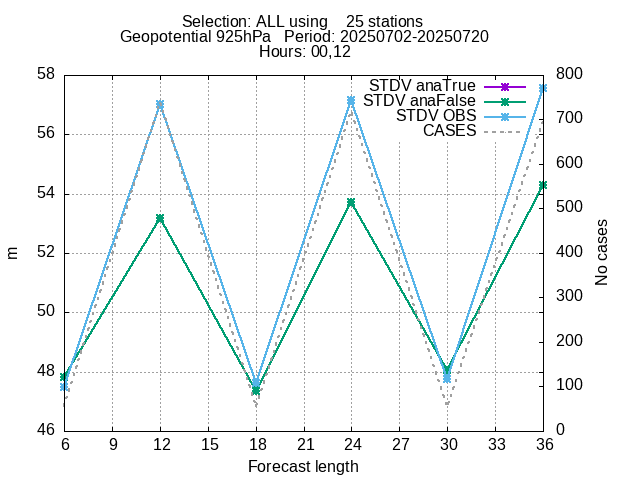 Selection: ALL using    25 stations
Geopotential 925hPa   Period: 20250702-20250720
Hours: 00,12
STDV anaTrue
STDV anaFalse
STDV OBS
CASES
58
56
54
52
50
48
46
m
800
700
600
500
400
300
200
100
0
No cases
6 9 12 15 18 21 24 27 30 33 36
Forecast length